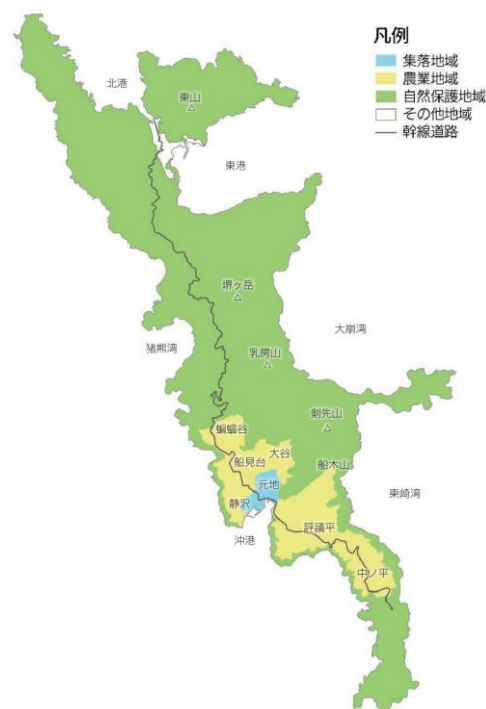 凡例
集落地域
農業地域
自然保護地域
その他地域
幹線道路
北港
東山
東港
堺ヶ岳
大崩湾
猪熊湾
乳房山
剣先山
蝙蝠谷
大谷
船見台
船木山
元地
静沢
東崎湾
沖港
評議平
中ノ平